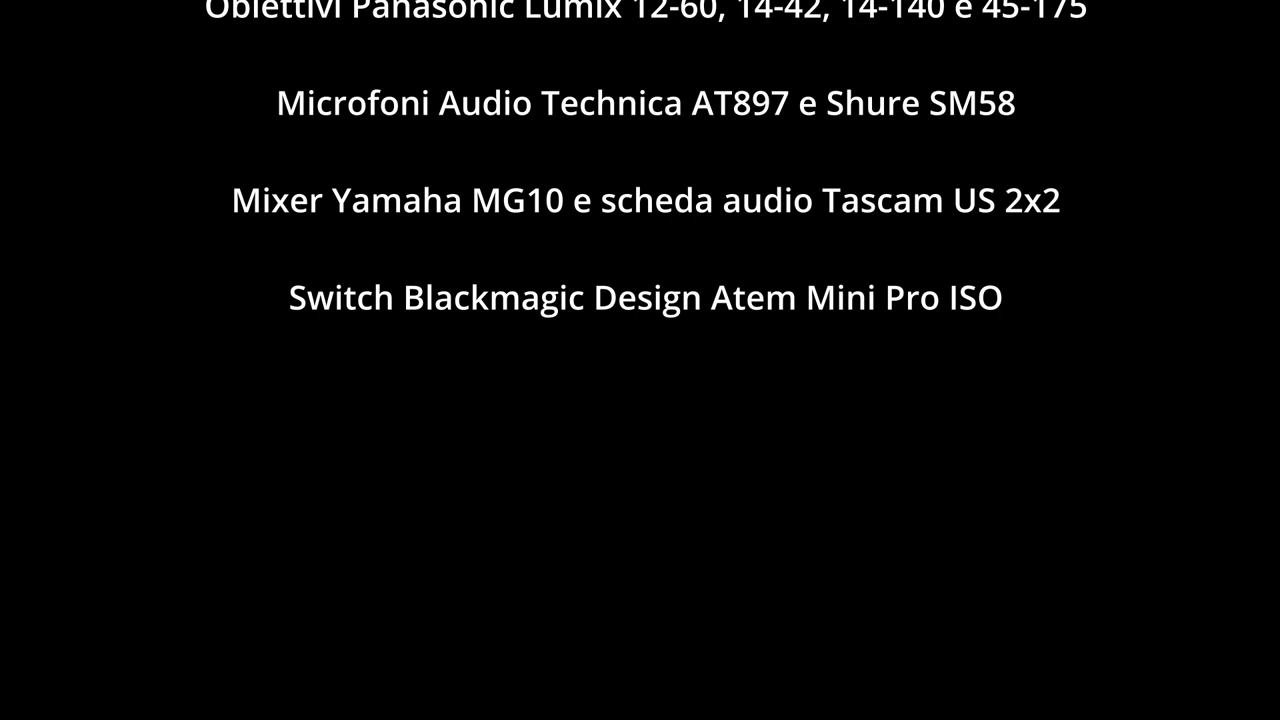 Obiettivi Panasonic Lumix 12-60, 14-42, 14-140 e 45-175
Microfoni Audio Technica AT897 e Shure SM58
Mixer Yamaha MG10 e scheda audio Tascam US 2x2
Switch Blackmagic Design Atem Mini Pro ISO